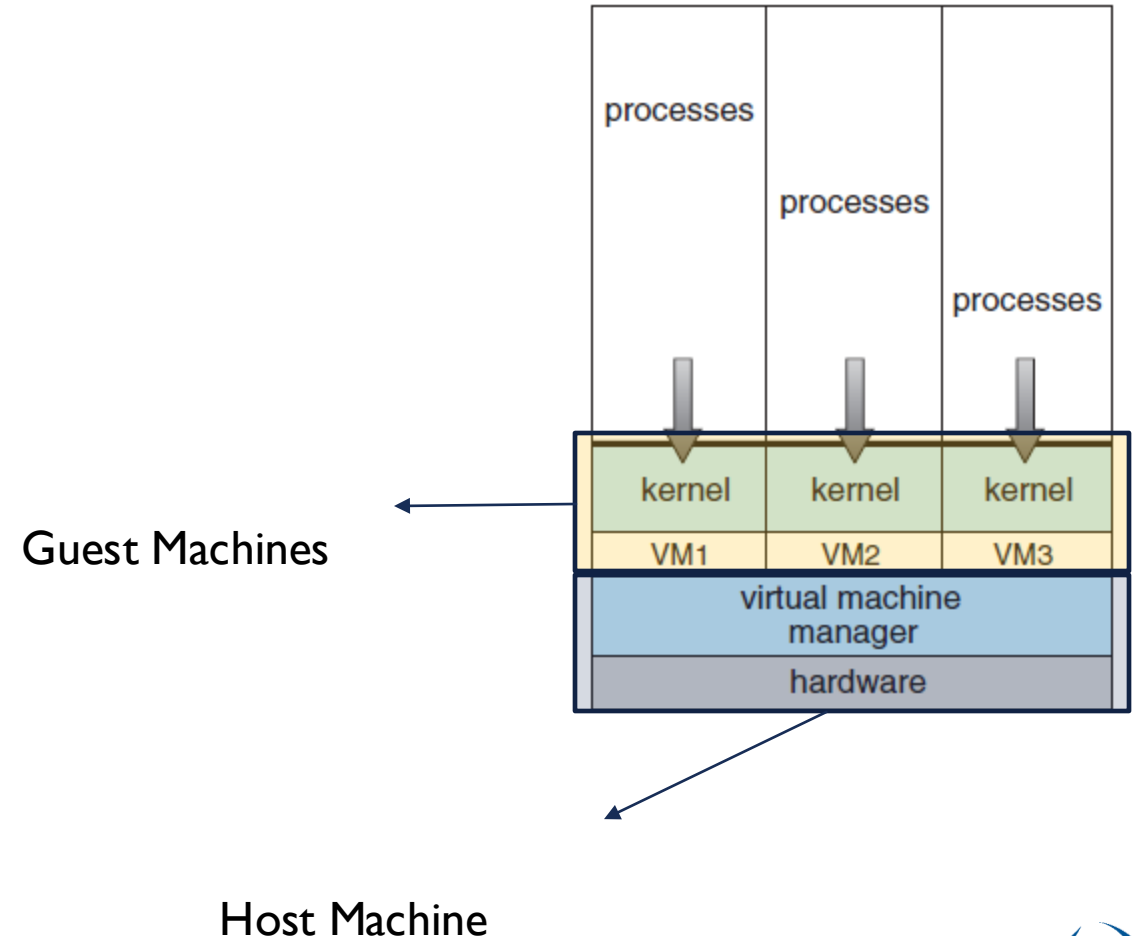 processes
processes
processes
kernel kernel kernel
Guest Machines
VM1 VM2 VM3
virtual machine
manager
hardware
Host Machine